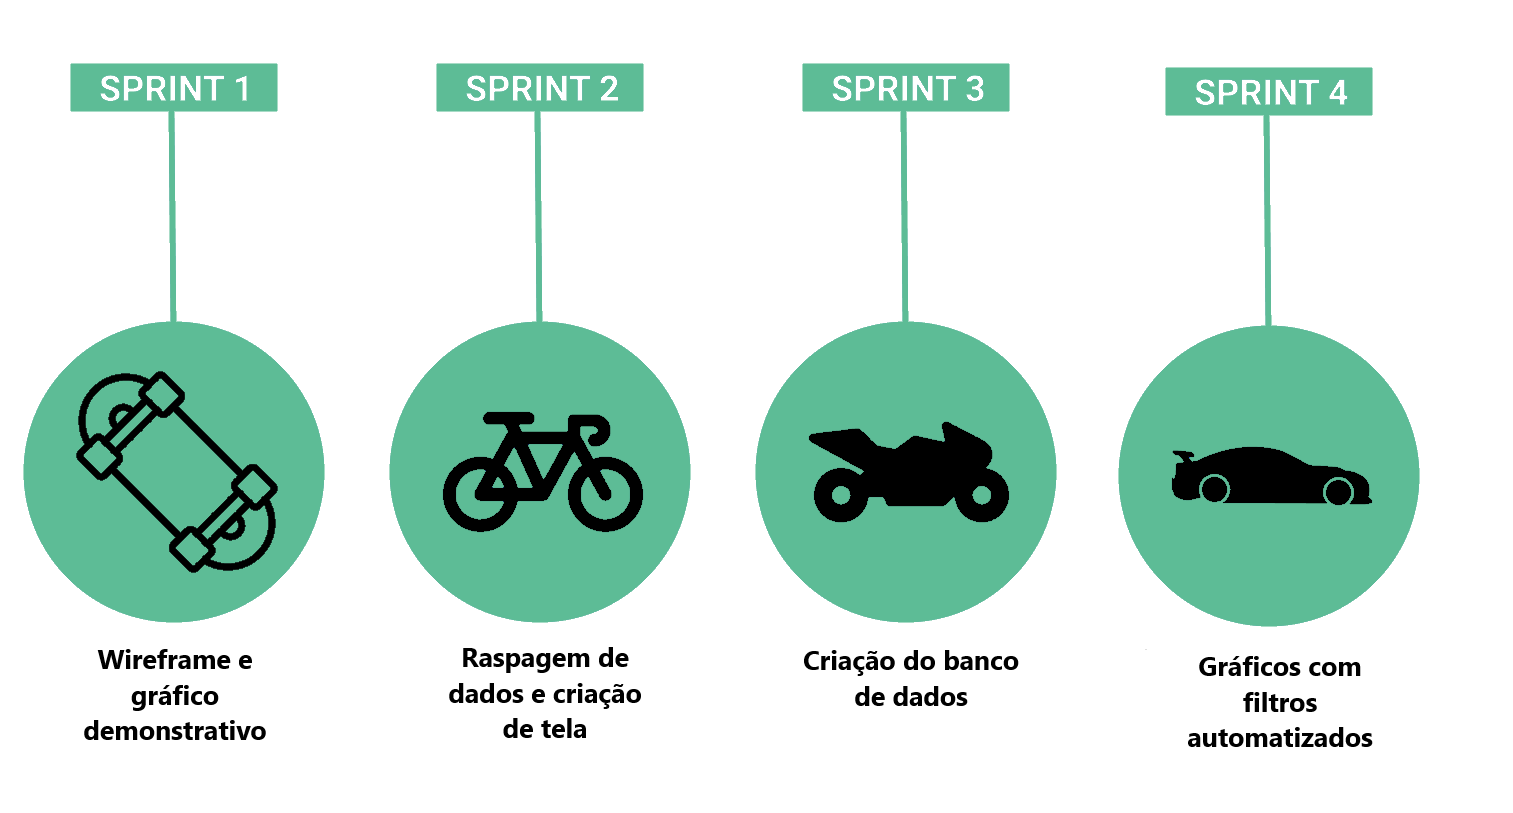 SPRINT 1
SPRINT 2
SPRINT 3
SPRINT 4
Wireframe e
gráfico
demonstrativo
Raspagem de
dados e criação
de tela
Criação do banco
de dados
Gráficos com
filtros
automatizados